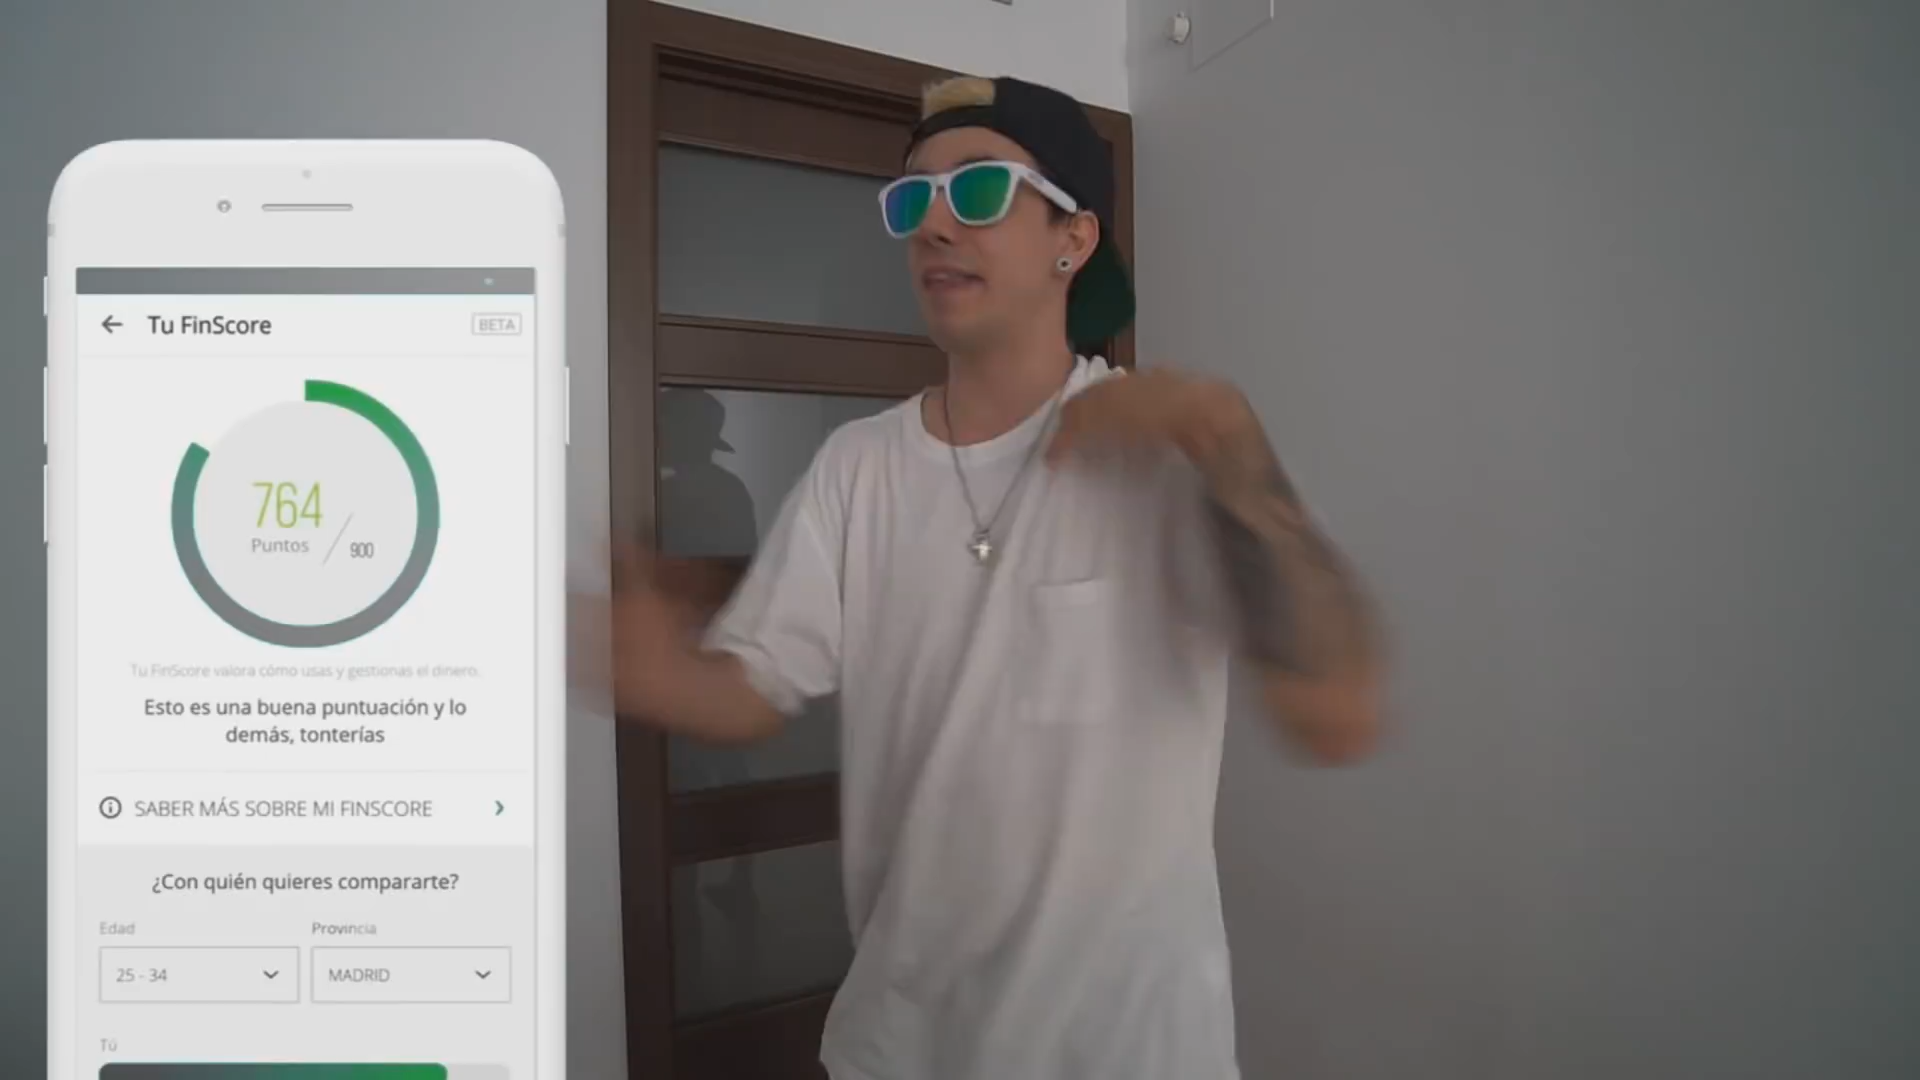 Tu FinScore
BETA
764
Puntos
900
Tu FinScore valora cómo usas y gestionas el dinero.
Esto es una buena puntuación y lo
demás, tonterías
SABER MÁS SOBRE MI FINSCORE
¿Con quién quieres compararte?
Edad
Provincia
25 - 34
MADRID
Tú